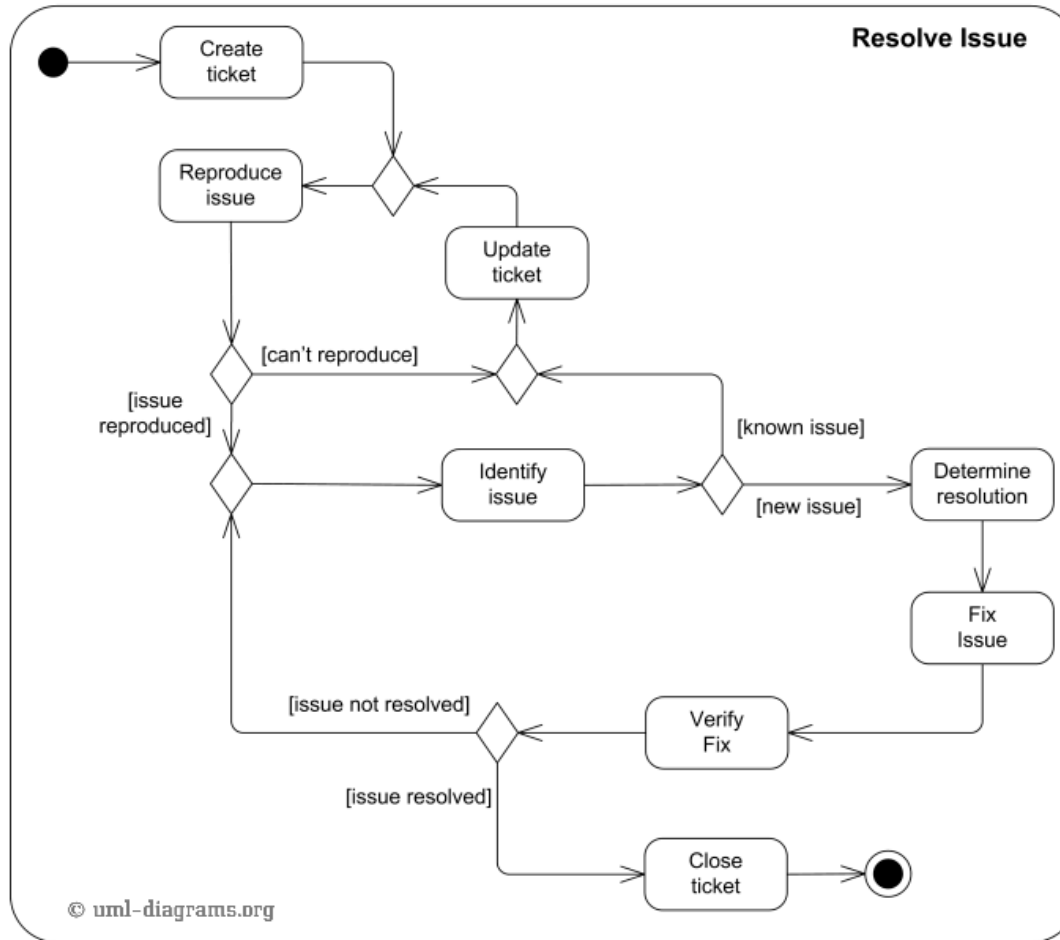 Resolve Issue
Create
ticket
Reproduce
issue
Update
ticket
[can't reproduce]
[issue
reproduced]
[known issue]
Identify
issue
[new issue]
Determine
resolution
Fix
Issue
[issue not resolved]
Verify
Fix
[issue resolved]
Close
ticket
© uml-diagrams.org